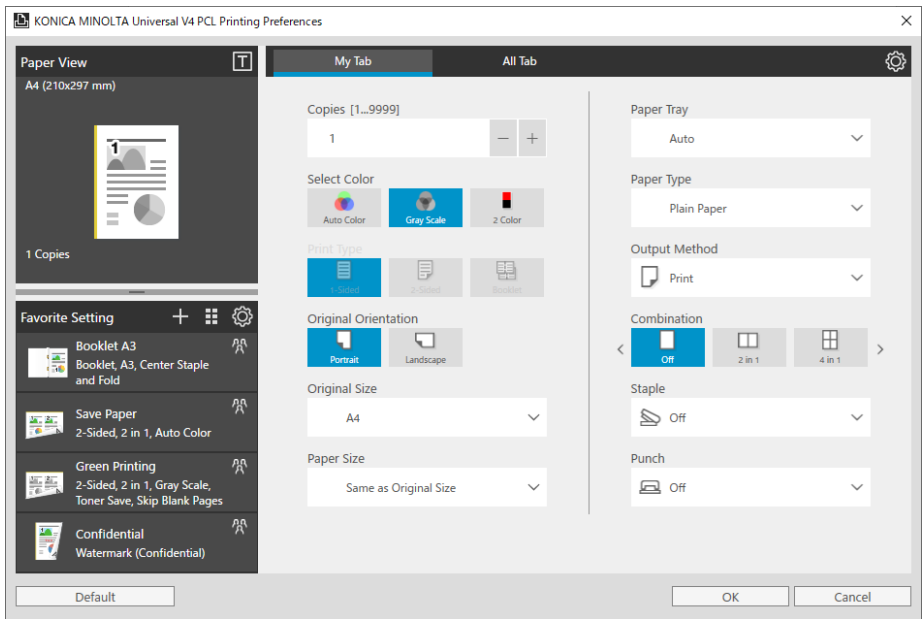 KONICA MINOLTA Universal V4 PCL Printing Preferences
Paper View
T
A4 (210x297 mm)
1
1 Copies
Favorite Setting
Booklet A3
Booklet, A3, Center Staple
and Fold
Save Paper
2-Sided, 2 in 1, Auto Color
Green Printing
2-Sided, 2 in 1, Gray Scale,
Toner Save, Skip Blank Pages
Confidential
Watermark (Confidential)
My Tab
All Tab
Copies [1...9999]
1
Select Color
Auto Color
Gray Scale
2 Color
Print Type
1-Sided
2-Sided
Booklet
Original Orientation
Portrait
Landscape
Original Size
A4
Paper Size
Same as Original Size
Paper Tray
Auto
Paper Type
Plain Paper
Output Method
Print
Combination
Off
2 in 1
4 in 1
Staple
Off
Punch
Off
Default
OK
Cancel